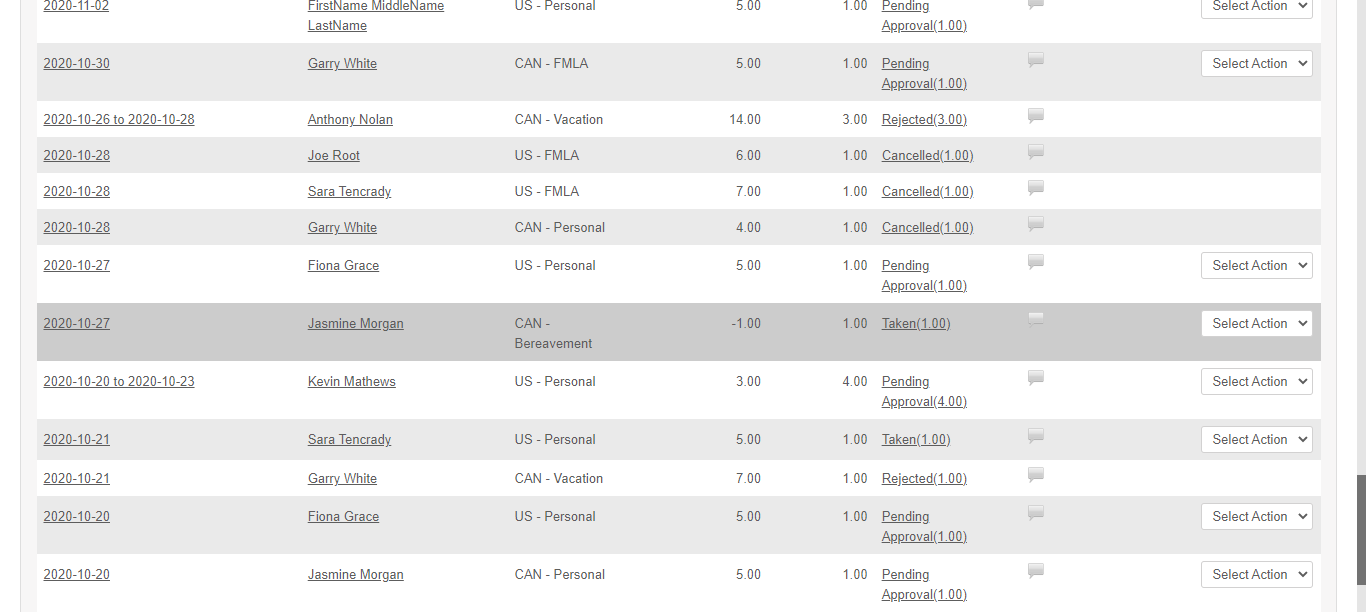 2020-11-02 FirstName MiddleName US - Personal 5.00 1.00 Pending Select Action
LastName Approval(1.00)
2020-10-30 Garry White CAN - FMLA 5.00 1.00 Pending Select Action
Approval(1.00)
2020-10-26 to 2020-10-28 Anthony Nolan CAN - Vacation 14.00 3.00 Rejected(3.00)
2020-10-28 Joe Root US - FMLA 6.00 1.00 Cancelled(1.00)
2020-10-28 Sara Tencrady US - FMLA 7.00 1.00 Cancelled(1.00)
2020-10-28 Garry White CAN - Personal 4.00 1.00 Cancelled(1.00)
2020-10-27 Fiona Grace US - Personal 5.00 1.00 Pending Select Action
Approval(1.00)
2020-10-27 Jasmine Morgan CAN - -1.00 1.00 Taken(1.00) Select Action
Bereavement
2020-10-20 to 2020-10-23 Kevin Mathews US - Personal 3.00 4.00 Pending Select Action
Approval(4.00)
2020-10-21 Sara Tencrady US - Personal 5.00 1.00 Taken(1.00) Select Action
2020-10-21 Garry White CAN - Vacation 7.00 1.00 Rejected(1.00)
2020-10-20 Fiona Grace US - Personal 5.00 1.00 Pending Select Action
Approval(1.00)
2020-10-20 Jasmine Morgan CAN - Personal 5.00 1.00 Pending Select Action
Approval(1.00)